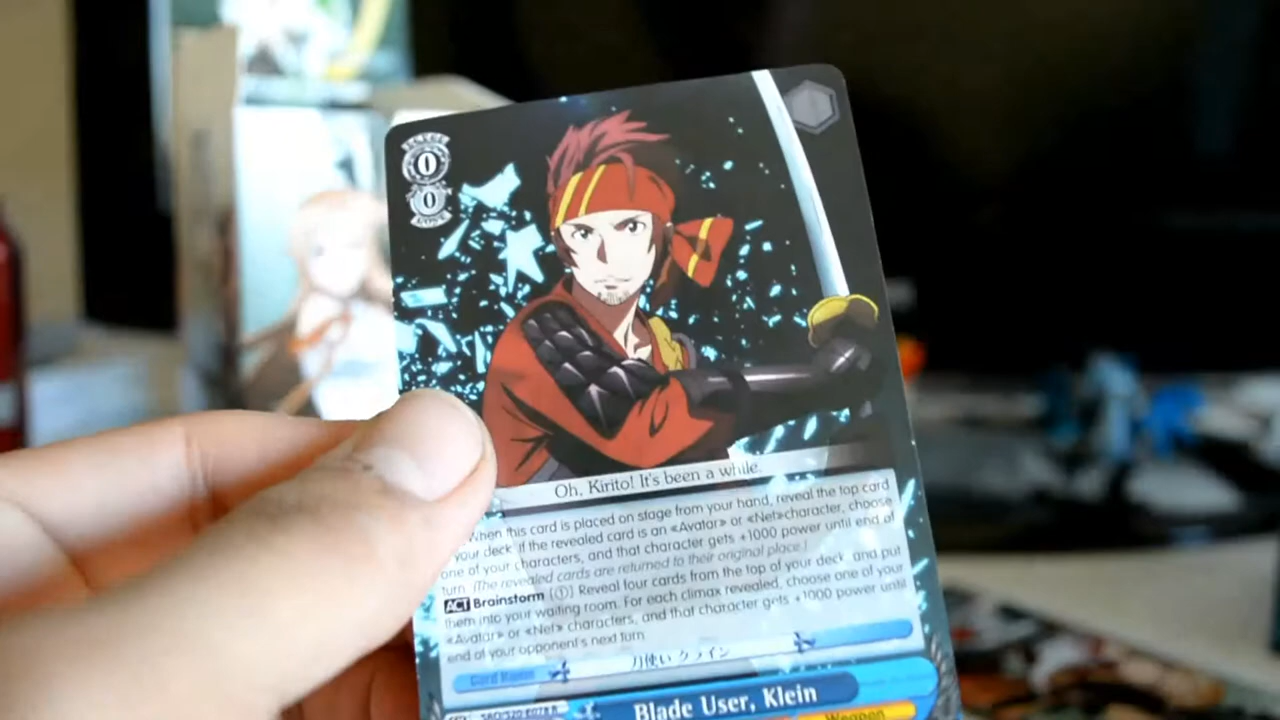 0
0
Oh, Kirito! It's been a while.
When this card is placed on stage from your hand, reveal the top card
your deck. If the revealed card is an «Avatar» or «Net»character, choose
one of your characters, and that character gets +1000 power until end of
turn. (The revealed cards are returned to their original place.)
ACT Brainstorm [①] Reveal four cards from the top of your deck, and put
them into your waiting room. For each climax revealed, choose one of your
«Avatar» or «Net» characters, and that character gets +1000 power until
end of your opponent's next turn.
刀使い クライン
Card Name
Blade User, Klein
Weapon